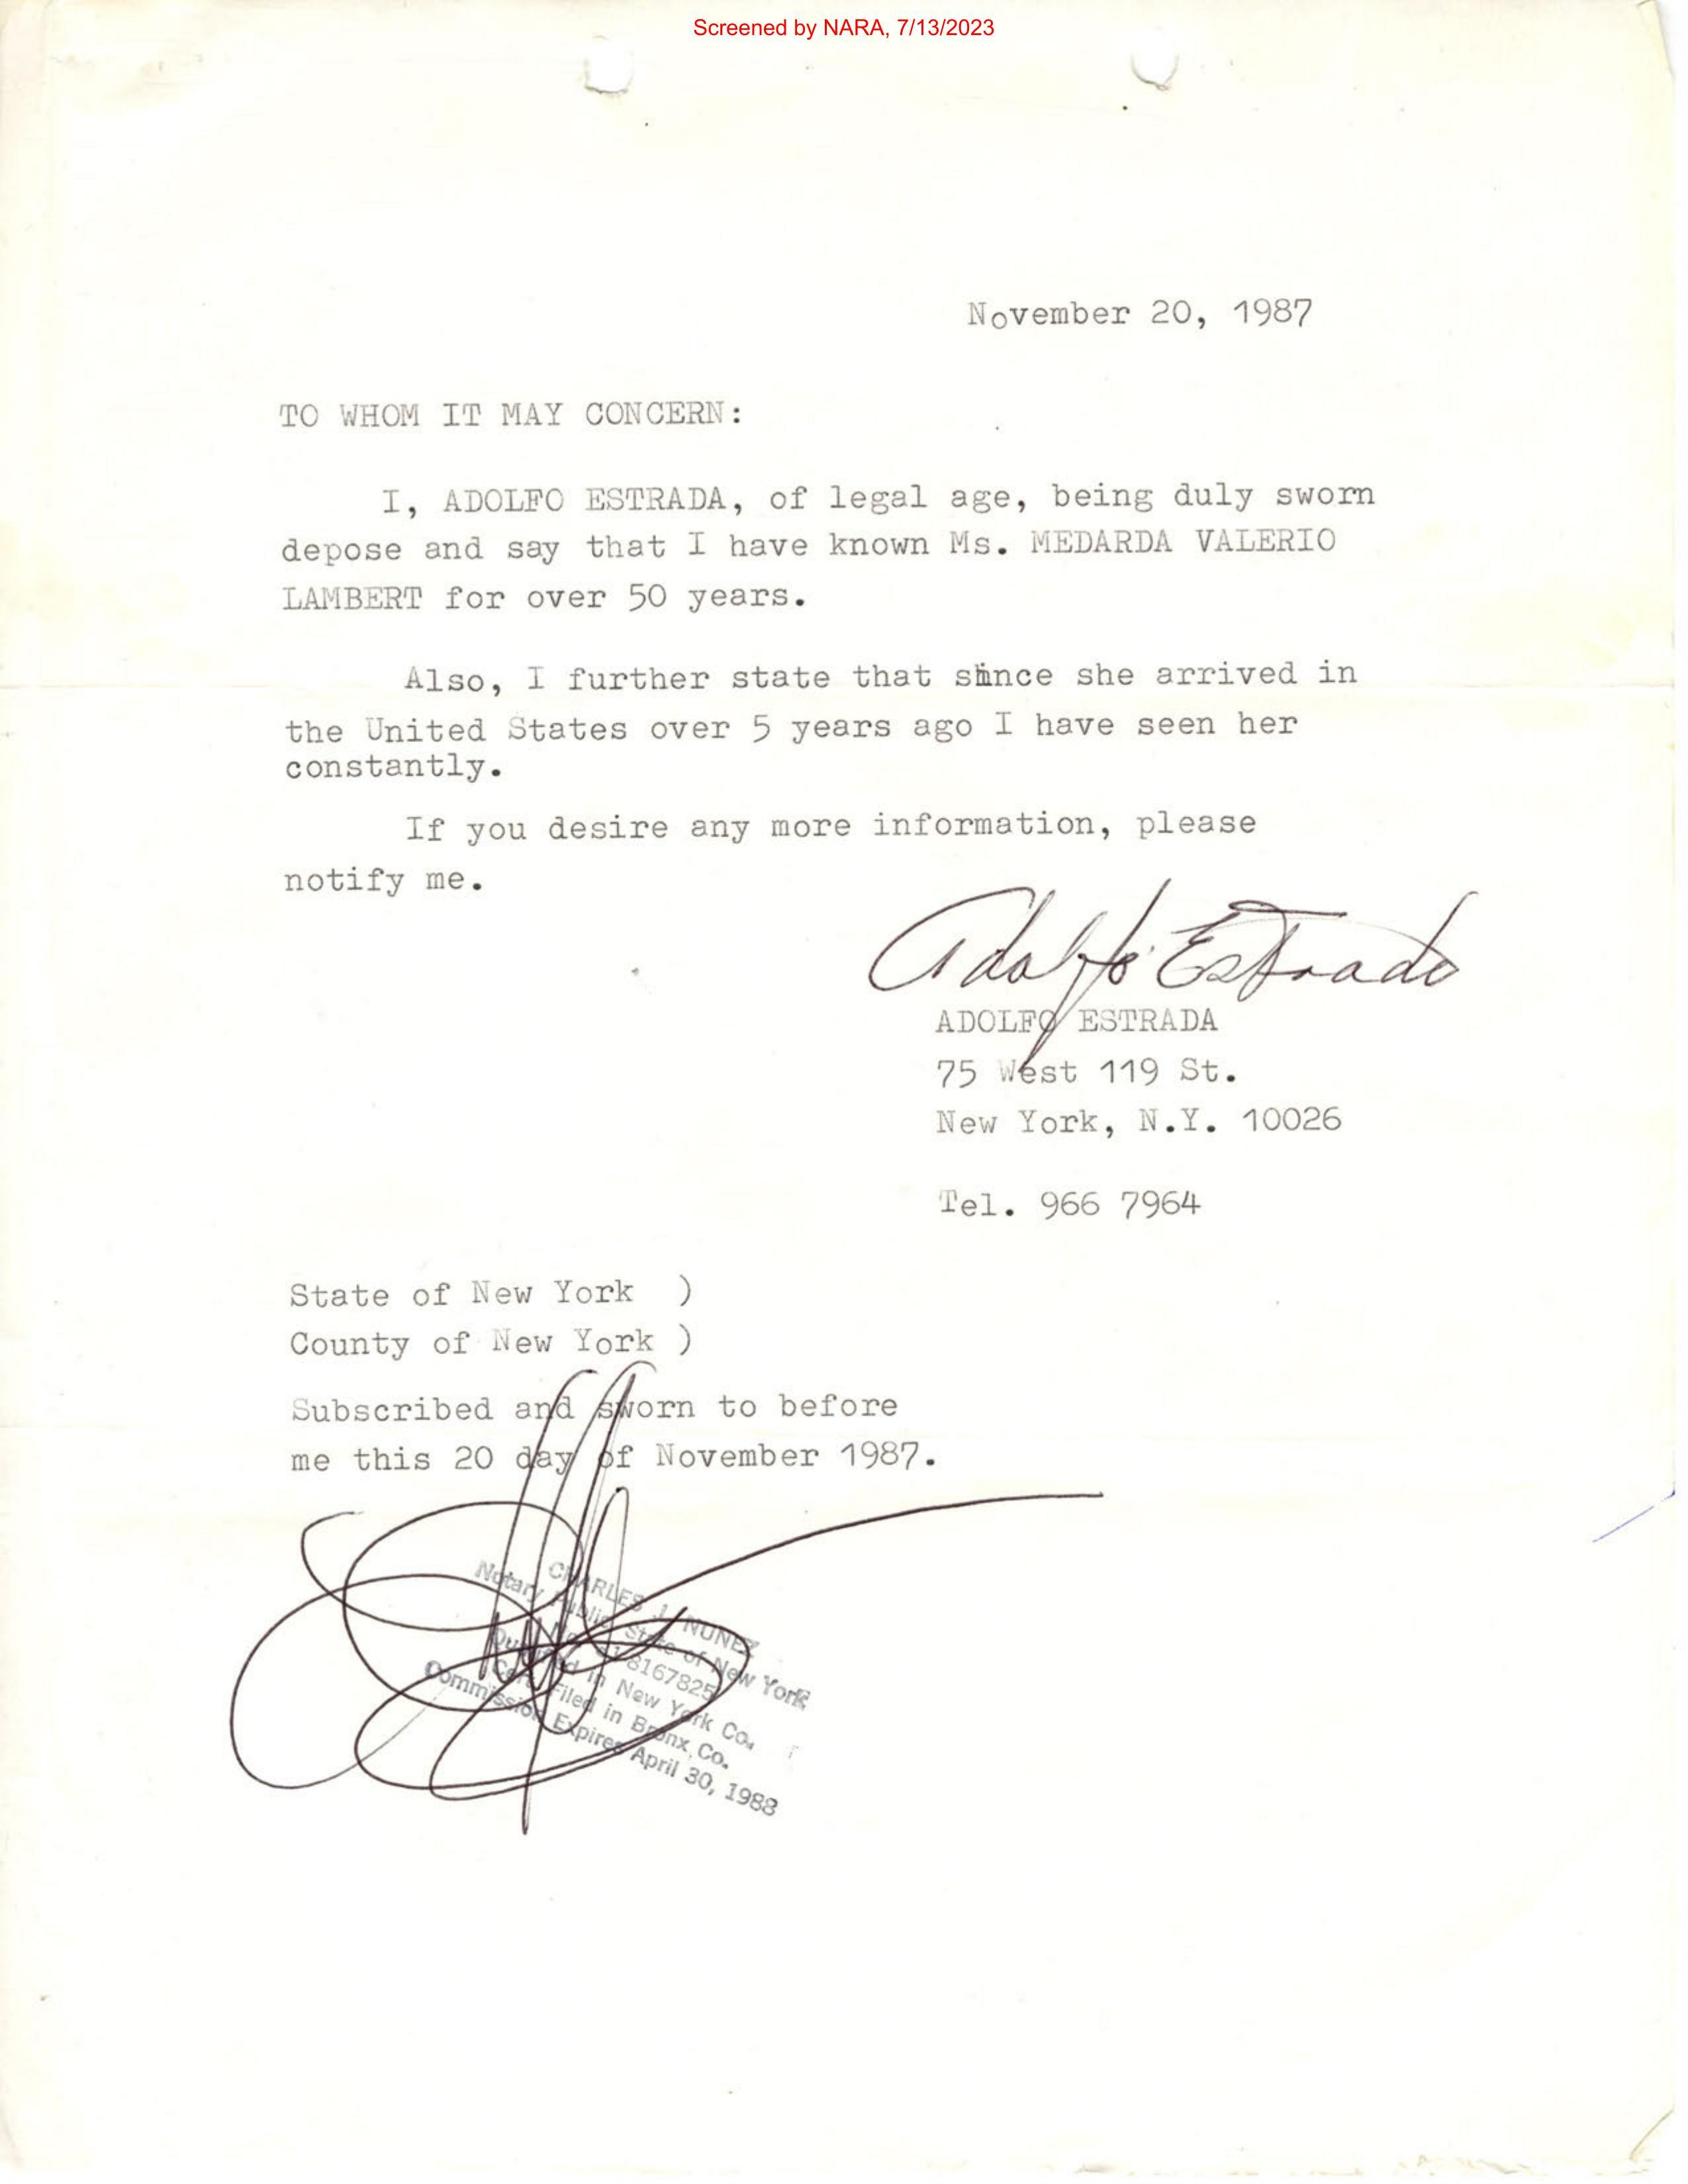 Screened by NARA, 7/13/2023
November 20, 1987
TO WHOM IT MAY CONCERN:
I, ADOLFO ESTRADA, of legal age, being duly sworn
depose and say that I have known Ms. MEDARDA VALERIO
LAMBERT for over 50 years.
Also, I further state that since she arrived in
the United States over 5 years ago I have seen her
constantly.
If you desire any more information, please
notify me.
Adolfo Estrada
ADOLFO ESTRADA
75 West 119 St.
New York, N.Y. 10026
Tel. 966 7964
State of New York )
County of New York )
Subscribed and sworn to before
me this 20 day of November 1987.
CHARLES J. NUNEZ
Notary Public State of New York
8167825
Qualified in New York Co.
Cert. Filed in Bronx Co.
Commission Expires April 30, 1988